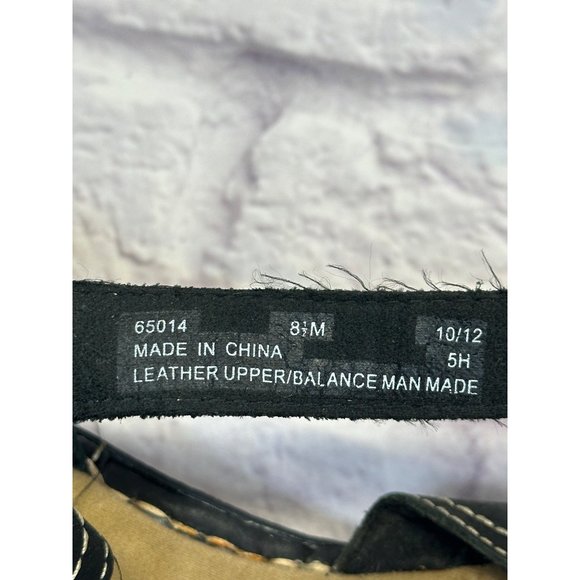 65014 8½M 10/12
MADE IN CHINA 5H
LEATHER UPPER/BALANCE MAN MADE